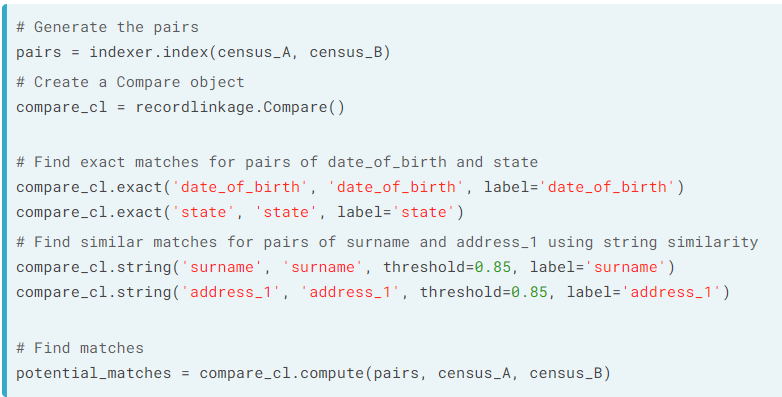 # Generate the pairs
pairs = indexer.index(census_A, census_B)
# Create a Compare object
compare_cl = recordlinkage.Compare()
# Find exact matches for pairs of date_of_birth and state
compare_cl.exact('date_of_birth', 'date_of_birth', label='date_of_birth')
compare_cl.exact('state', 'state', label='state')
# Find similar matches for pairs of surname and address_1 using string similarity
compare_cl.string('surname', 'surname', threshold=0.85, label='surname')
compare_cl.string('address_1', 'address_1', threshold=0.85, label='address_1')
# Find matches
potential_matches = compare_cl.compute(pairs, census_A, census_B)